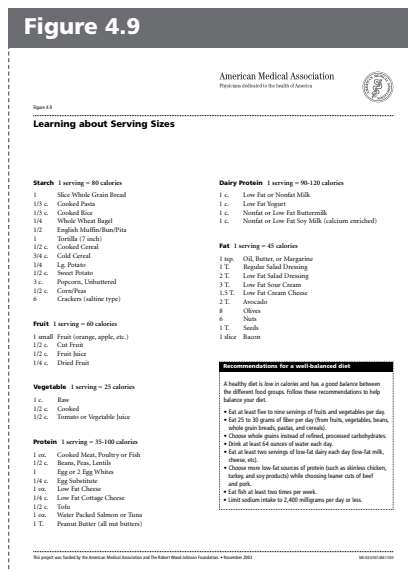 Figure 4.9
American Medical Association
Physicians dedicated to the health of America
Figure 4.9
Learning about Serving Sizes
Starch 1 serving = 80 calories
1 Slice Whole Grain Bread
1/3 c. Cooked Pasta
1/3 c. Cooked Rice
1/4 Whole Wheat Bagel
1/2 English Muffin/Bun/Pita
1 Tortilla (7 inch)
1/2 c. Cooked Cereal
3/4 c. Cold Cereal
1/4 Lg. Potato
1/2 c. Sweet Potato
3 c. Popcorn, Unbuttered
1/2 c. Corn/Peas
6 Crackers (saltine type)
Fruit 1 serving = 60 calories
1 small Fruit (orange, apple, etc.)
1/2 c. Cut Fruit
1/2 c. Fruit Juice
1/4 c. Dried Fruit
Vegetable 1 serving = 25 calories
1 c. Raw
1/2 c. Cooked
1/2 c. Tomato or Vegetable Juice
Protein 1 serving = 35-100 calories
1 oz. Cooked Meat, Poultry or Fish
1/2 c. Beans, Peas, Lentils
1 Egg or 2 Egg Whites
1/4 c. Egg Substitute
1 oz. Low Fat Cheese
1/4 c. Low Fat Cottage Cheese
1/2 c. Tofu
1 oz. Water Packed Salmon or Tuna
1 T. Peanut Butter (all nut butters)
Dairy Protein 1 serving = 90-120 calories
1 c. Low Fat or Nonfat Milk
1 c. Low Fat Yogurt
1 c. Nonfat or Low Fat Buttermilk
1 c. Nonfat or Low Fat Soy Milk (calcium enriched)
Fat 1 serving = 45 calories
1 tsp. Oil, Butter, or Margarine
1 T. Regular Salad Dressing
2 T. Low Fat Salad Dressing
3 T. Low Fat Sour Cream
1.5 T. Low Fat Cream Cheese
2 T. Avocado
8 Olives
6 Nuts
1 T. Seeds
1 slice Bacon
Recommendations for a well-balanced diet
A healthy diet is low in calories and has a good balance between
the different food groups. Follow these recommendations to help
balance your diet.
• Eat at least five to nine servings of fruits and vegetables per day.
• Eat 25 to 30 grams of fiber per day (from fruits, vegetables, beans,
whole grain breads, pastas, and cereals).
• Choose whole grains instead of refined, processed carbohydrates.
• Drink at least 64 ounces of water each day.
• Eat at least two servings of low-fat dairy each day (low-fat milk,
cheese, etc).
• Choose more low-fat sources of protein (such as skinless chicken,
turkey, and soy products) while choosing leaner cuts of beef
and pork.
• Eat fish at least two times per week.
• Limit sodium intake to 2,400 milligrams per day or less.
This project was funded by the American Medical Association and The Robert Wood Johnson Foundation. • November 2003